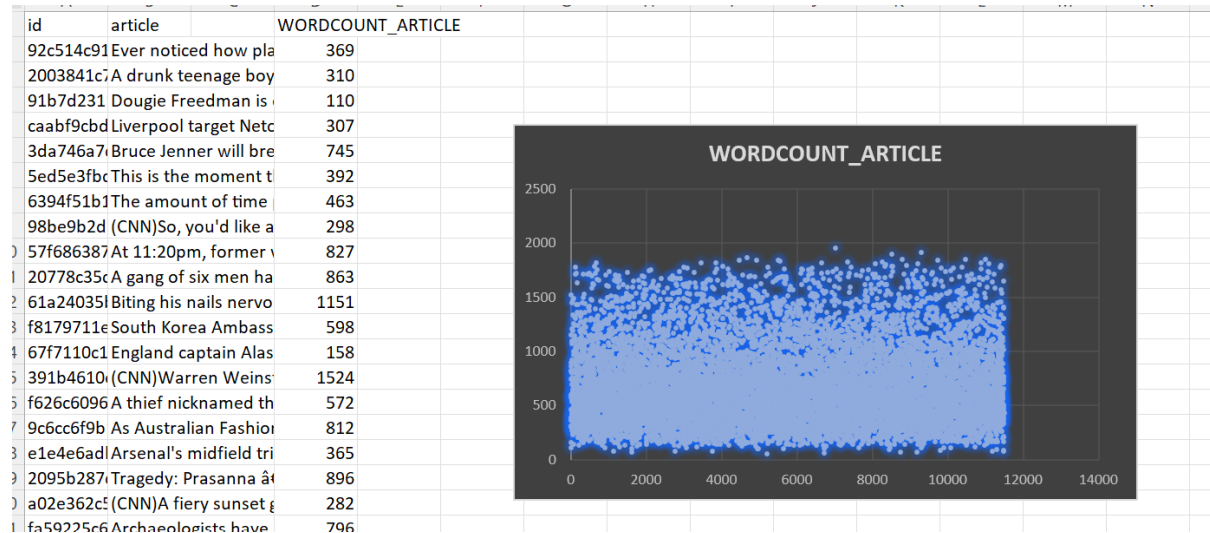 id article WORDCOUNT_ARTICLE
92c514c91 Ever noticed how pla 369
2003841c7 A drunk teenage boy 310
91b7d231 Dougie Freedman is 110
caabf9cbd Liverpool target Netc 307
3da746a7 Bruce Jenner will bre 745
5ed5e3fbc This is the moment t 392
6394f51b1 The amount of time 463
98be9b2d (CNN)So, you'd like a 298
57f686387 At 11:20pm, former 827
20778c35c A gang of six men ha 863
61a24035 Biting his nails nervo 1151
f8179711e South Korea Ambass 598
67f7110c1 England captain Alas 158
391b4610 (CNN)Warren Weins 1524
f626c6096 A thief nicknamed th 572
9c6cc6f9b As Australian Fashion 812
e1e4e6ad Arsenal's midfield tri 365
2095b287 Tragedy: Prasanna â€ 896
a02e362c5 (CNN)A fiery sunset g 282
fa59225c6 Archaeologists have 796
WORDCOUNT_ARTICLE
2500
2000
1500
1000
500
0
0 2000 4000 6000 8000 10000 12000 14000